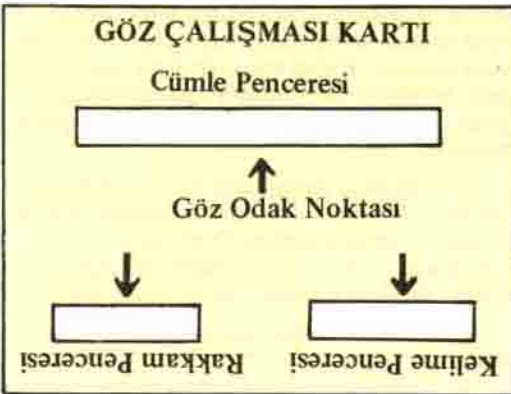 GÖZ ÇALIŞMASI KARTI
Cümle Penceresi
Göz Odak Noktası
Rakkam Penceresi
Kelime Penceresi